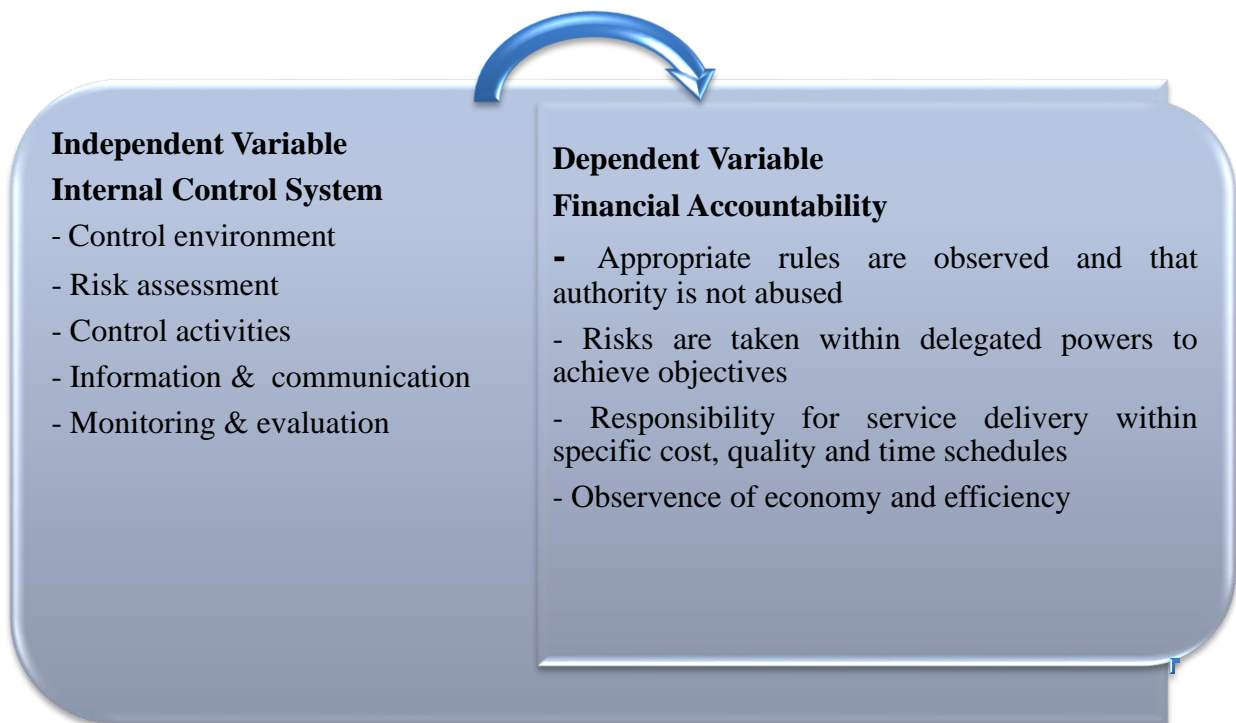 Independent Variable
Internal Control System
- Control environment
- Risk assessment
- Control activities
- Information & communication
- Monitoring & evaluation
Dependent Variable
Financial Accountability
- Appropriate rules are observed and that
authority is not abused
- Risks are taken within delegated powers to
achieve objectives
- Responsibility for service delivery within
specific cost, quality and time schedules
- Observence of economy and efficiency